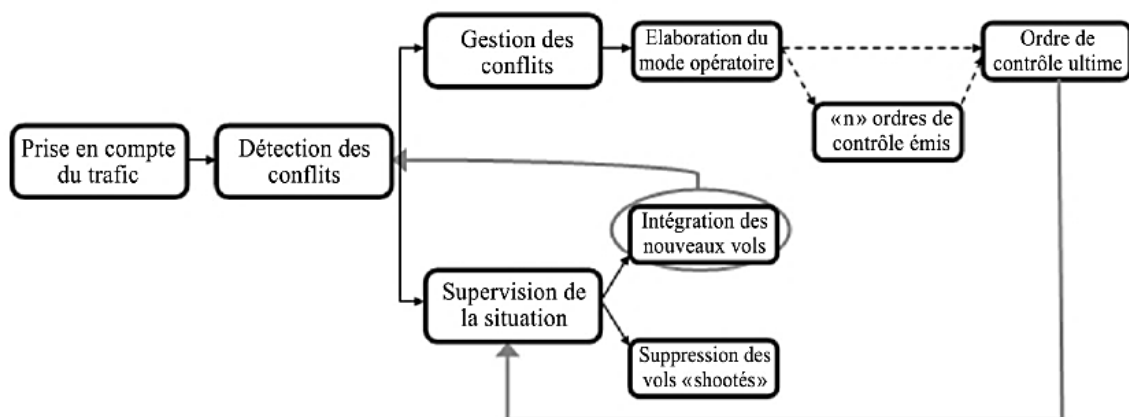 Gestion des
conflits
Elaboration du
mode opératoire
Ordre de
contrôle ultime
«n» ordres de
contrôle émis
Prise en compte
du trafic
Détection des
conflits
Intégration des
nouveaux vols
Supervision de
la situation
Suppression des
vols «shootés»